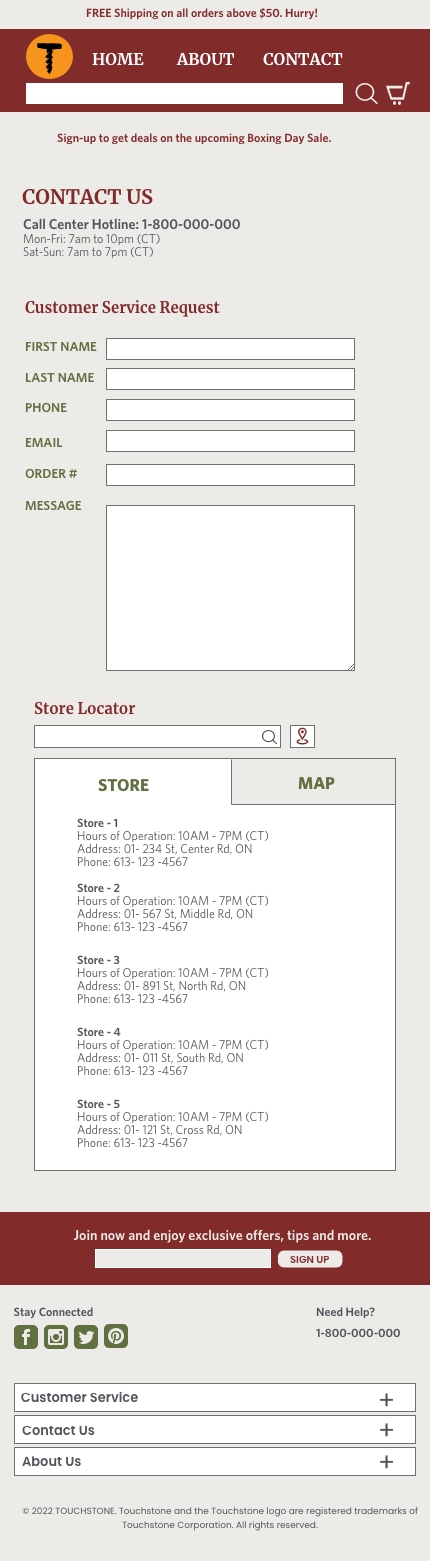 FREE Shipping on all orders above $50. Hurry!
HOME ABOUT CONTACT
Sign-up to get deals on the upcoming Boxing Day Sale.
CONTACT US
Call Center Hotline: 1-800-000-000
Mon-Fri: 7am to 10pm (CT)
Sat-Sun: 7am to 7pm (CT)
Customer Service Request
FIRST NAME
LAST NAME
PHONE
EMAIL
ORDER #
MESSAGE
Store Locator
STORE MAP
Store - 1
Hours of Operation: 10AM - 7PM (CT)
Address: 01- 234 St, Center Rd, ON
Phone: 613- 123 -4567
Store - 2
Hours of Operation: 10AM - 7PM (CT)
Address: 01- 567 St, Middle Rd, ON
Phone: 613- 123 -4567
Store - 3
Hours of Operation: 10AM - 7PM (CT)
Address: 01- 891 St, North Rd, ON
Phone: 613- 123 -4567
Store - 4
Hours of Operation: 10AM - 7PM (CT)
Address: 01- 011 St, South Rd, ON
Phone: 613- 123 -4567
Store - 5
Hours of Operation: 10AM - 7PM (CT)
Address: 01- 121 St, Cross Rd, ON
Phone: 613- 123 -4567
Join now and enjoy exclusive offers, tips and more.
SIGN UP
Stay Connected Need Help?
1-800-000-000
Customer Service
Contact Us
About Us
© 2022 TOUCHSTONE. Touchstone and the Touchstone logo are registered trademarks of
Touchstone Corporation. All rights reserved.